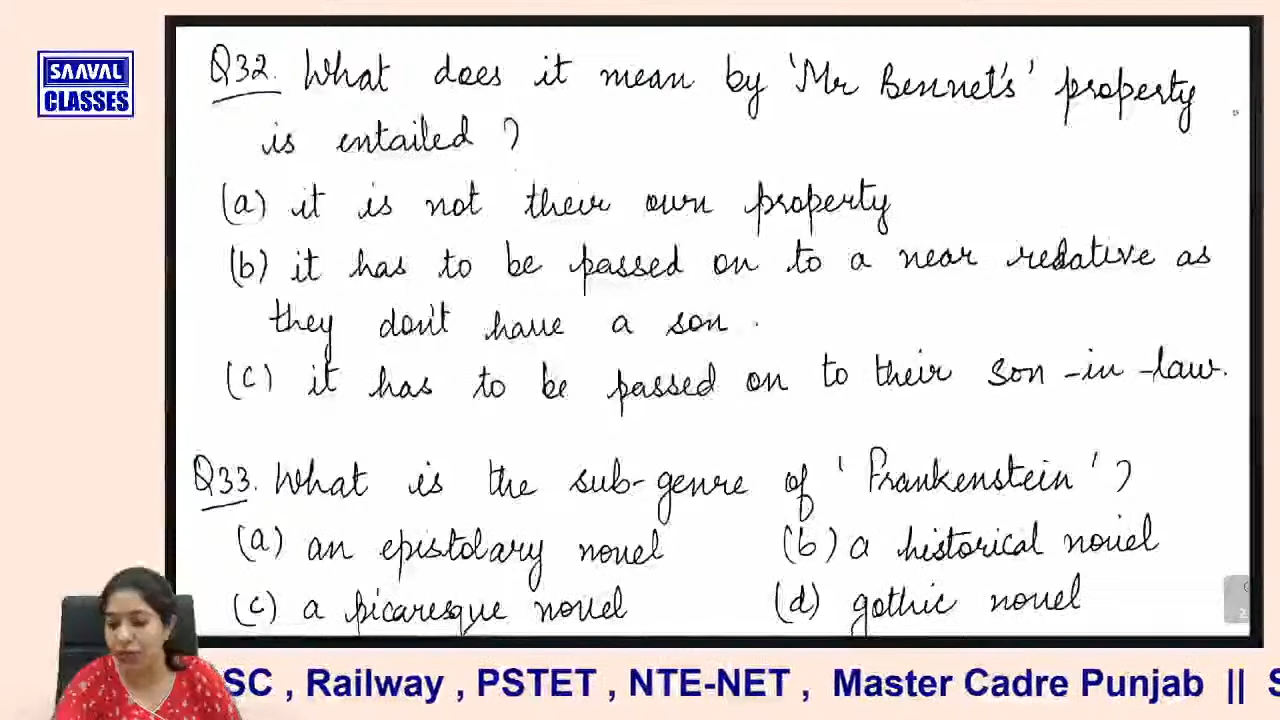 SAAVAL
CLASSES
Q32. What does it mean by 'Mr Bennet's' property
is entailed ?
(a) it is not their own property
(b) it has to be passed on to a near relative as
they don't have a son.
(c) it has to be passed on to their son-in-law.
Q33. What is the sub-genre of 'Frankenstein' ?
(a) an epistolary novel (b) a historical novel
(c) a picaresque novel (d) gothic novel
SC , Railway , PSTET , NTE-NET , Master Cadre Punjab || S